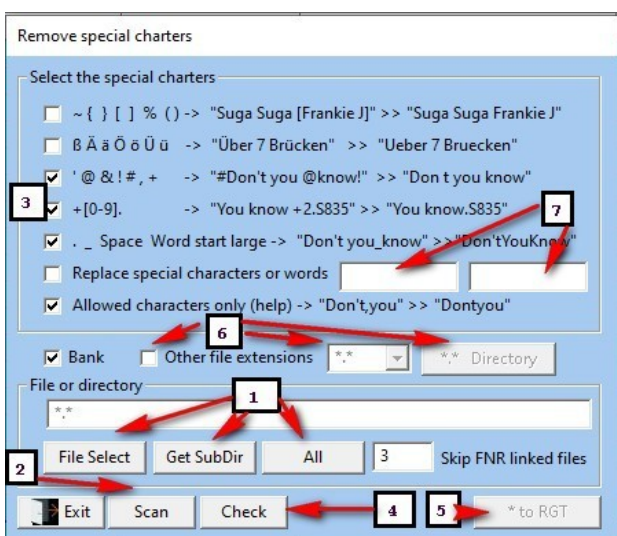 Remove special charters
Select the special charters
~ { } [ ] % ( ) -> "Suga Suga [Frankie J]" >> "Suga Suga Frankie J"
ß Ä ä Ö ö Ü ü -> "Über 7 Brücken" >> "Ueber 7 Bruecken"
' @ & ! # , + -> "#Don't you @know!" >> "Don t you know"
3
+[0-9]. -> "You know +2.S835" >> "You know.S835"
7
. _ Space Word start large -> "Don't you_know" >> "Don'tYouKnow"
Replace special characters or words
Allowed characters only (help) -> "Don't,you" >> "Dontyou"
6
Bank Other file extensions *.* *.* Directory
File or directory
1
*.*
File Select Get SubDir All 3 Skip FNR linked files
2
Exit Scan Check 4 5 * to RGT